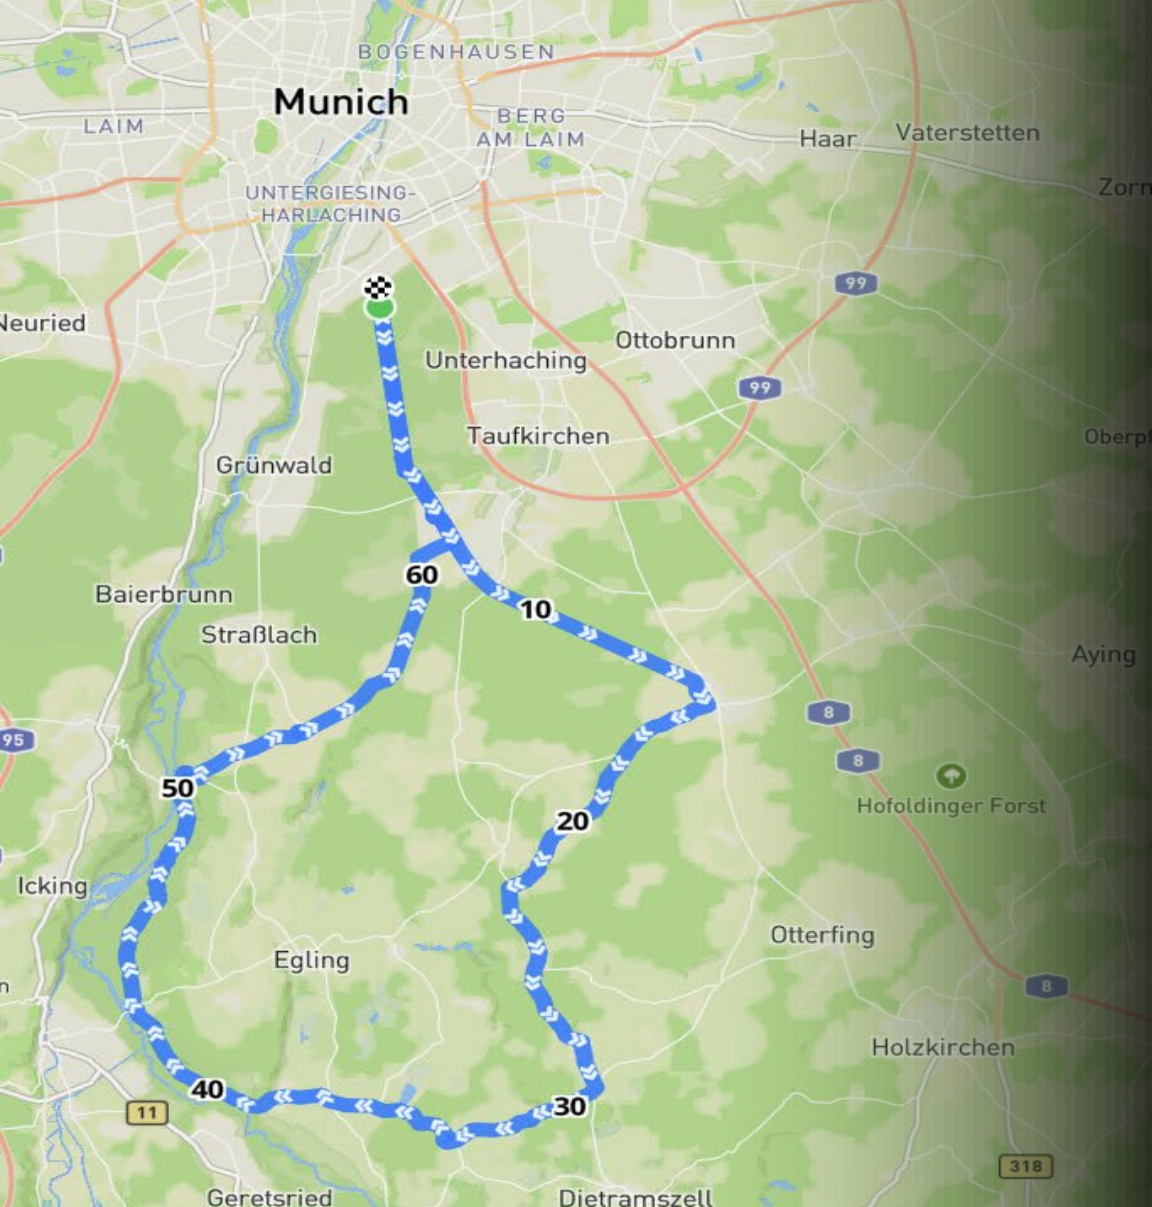 BOGENHAUSEN
Munich
LAIM
BERG
AM LAIM
Haar
Vaterstetten
UNTERGIESING-
HARLACHING
Zorn
99
Neuried
Ottobrunn
Unterhaching
99
Taufkirchen
Oberpf
Grünwald
60
Baierbrunn
10
Straßlach
Aying
8
95
8
50
Hofoldinger Forst
20
Icking
Otterfing
Egling
n
8
Holzkirchen
40
30
11
318
Geretsried
Dietramszell